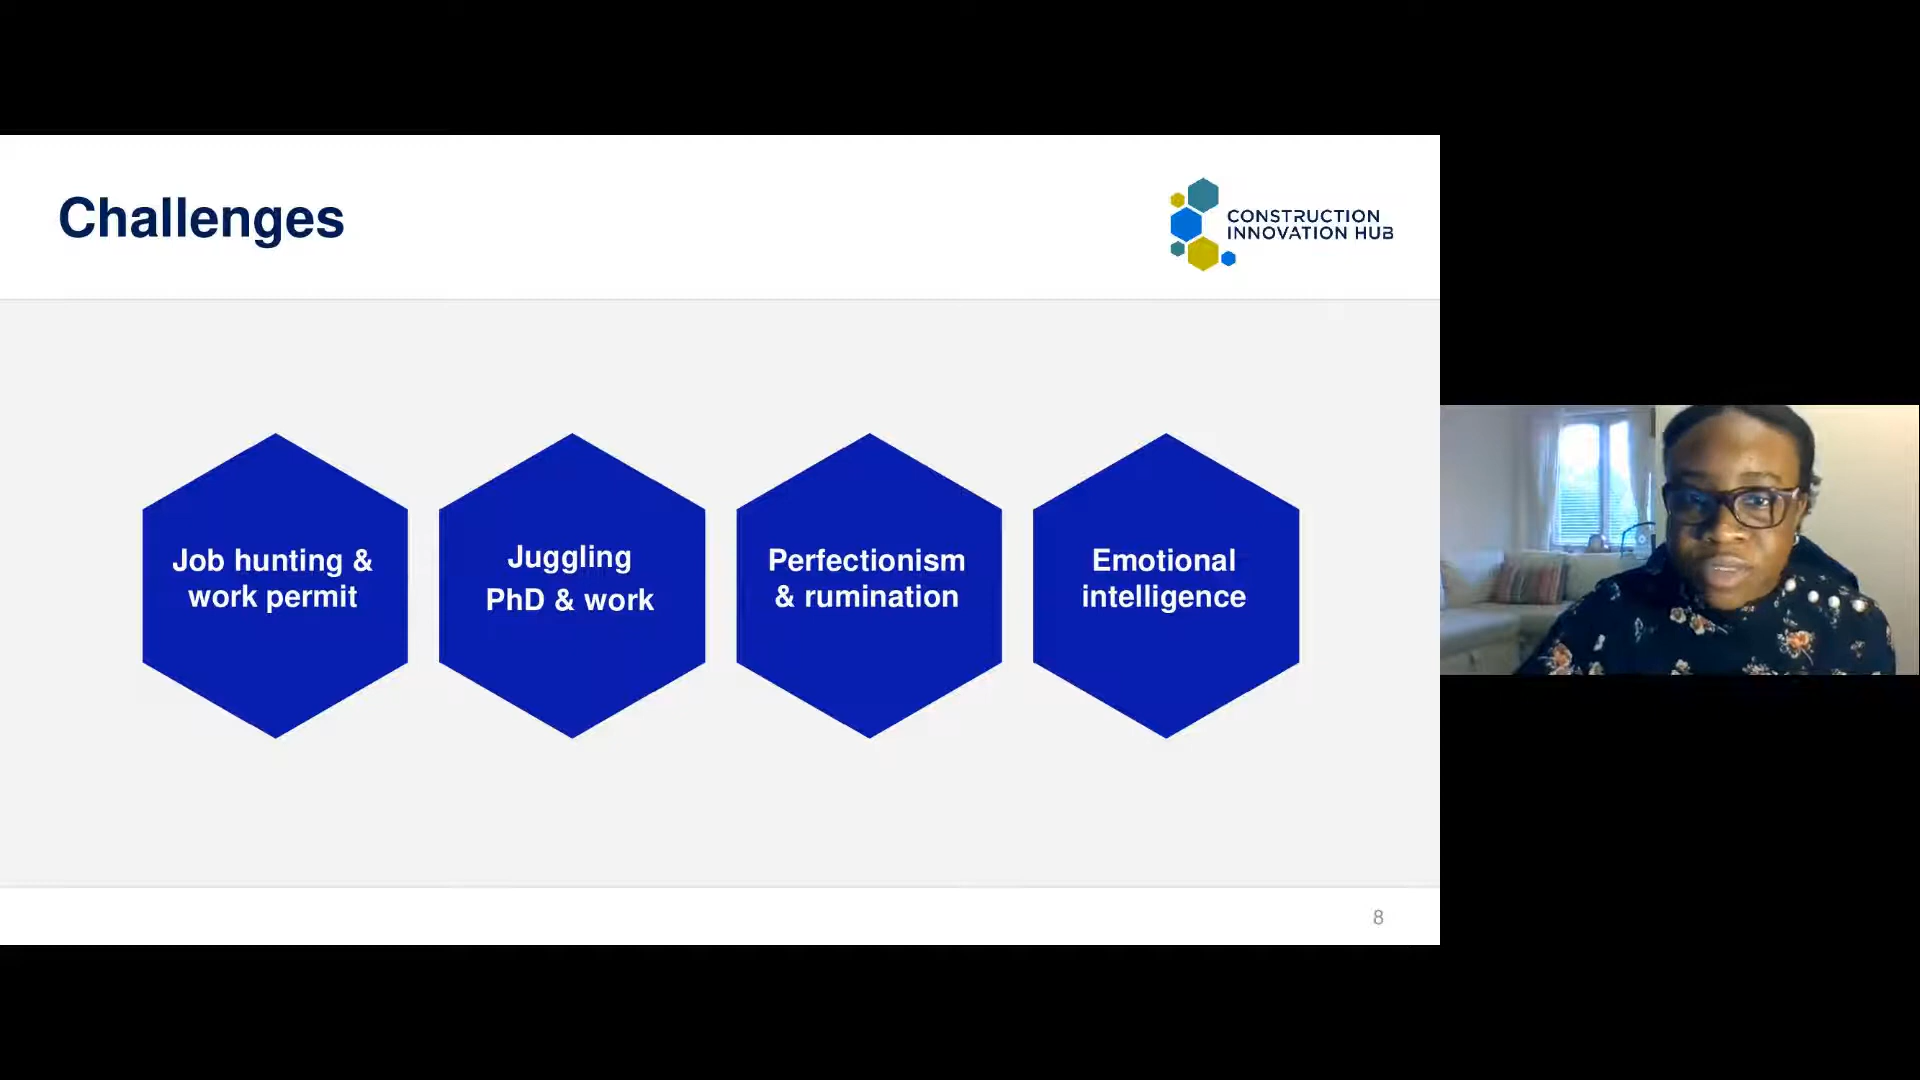 Challenges
CONSTRUCTION
INNOVATION HUB
Job hunting &
work permit
Juggling
PhD & work
Perfectionism
& rumination
Emotional
intelligence
8